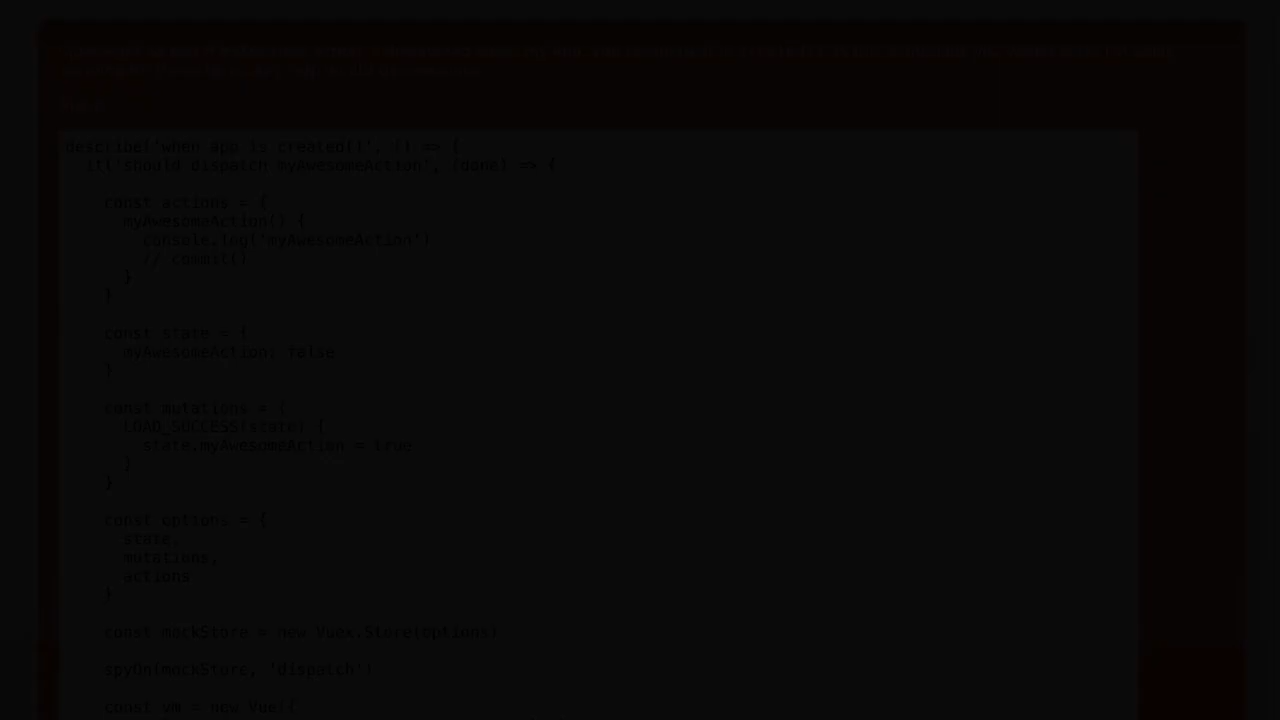 describe('when app is created()', () => {
it('should dispatch myAwesomeAction', (done) => {
const actions = {
myAwesomeAction() {
console.log('myAwesomeAction')
// commit()
}
}
const state = {
myAwesomeAction: false
}
const mutations = {
LOAD_SUCCESS(state) {
state.myAwesomeAction = true
}
}
const options = {
state,
mutations,
actions
}
const mockStore = new Vuex.Store(options)
spyOn(mockStore, 'dispatch')
const vm = new Vue({